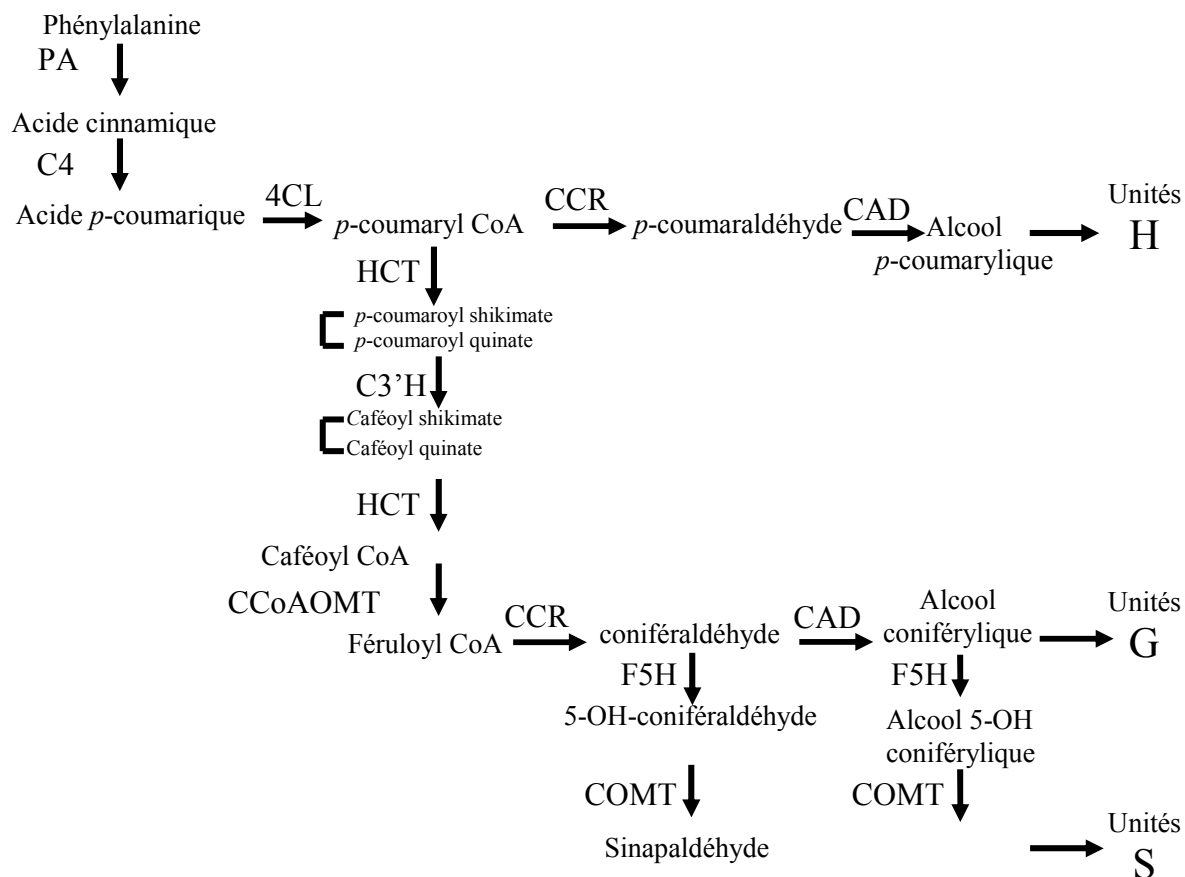 Phénylalanine
PA
Acide cinnamique
C4
Acide p-coumarique
4CL
p-coumaryl CoA
CCR
p-coumaraldéhyde
CAD
Alcool
p-coumarylique
Unités
H
HCT
p-coumaroyl shikimate
p-coumaroyl quinate
C3’H
Caféoyl shikimate
Caféoyl quinate
HCT
Caféoyl CoA
CCoAOMT
Féruloyl CoA
CCR
coniféraldéhyde
CAD
Alcool
coniférylique
Unités
G
F5H
F5H
5-OH-coniféraldéhyde
Alcool 5-OH
coniférylique
COMT
COMT
Sinapaldéhyde
Unités
S